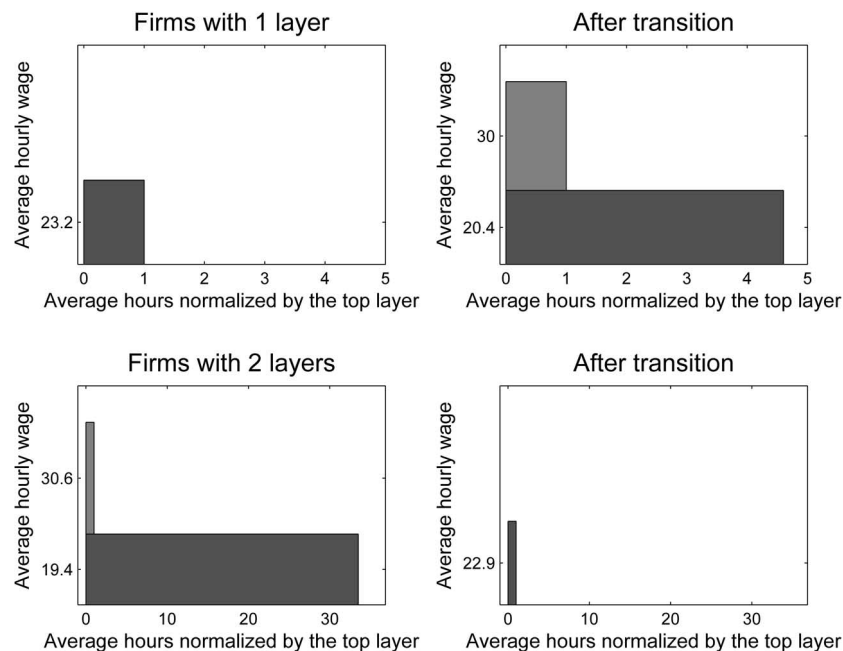 Firms with 1 layer
Average hourly wage
23.2
0 1 2 3 4 5
Average hours normalized by the top layer
After transition
Average hourly wage
30
20.4
0 1 2 3 4 5
Average hours normalized by the top layer
Firms with 2 layers
Average hourly wage
30.6
19.4
0 10 20 30
Average hours normalized by the top layer
After transition
Average hourly wage
22.9
0 10 20 30
Average hours normalized by the top layer